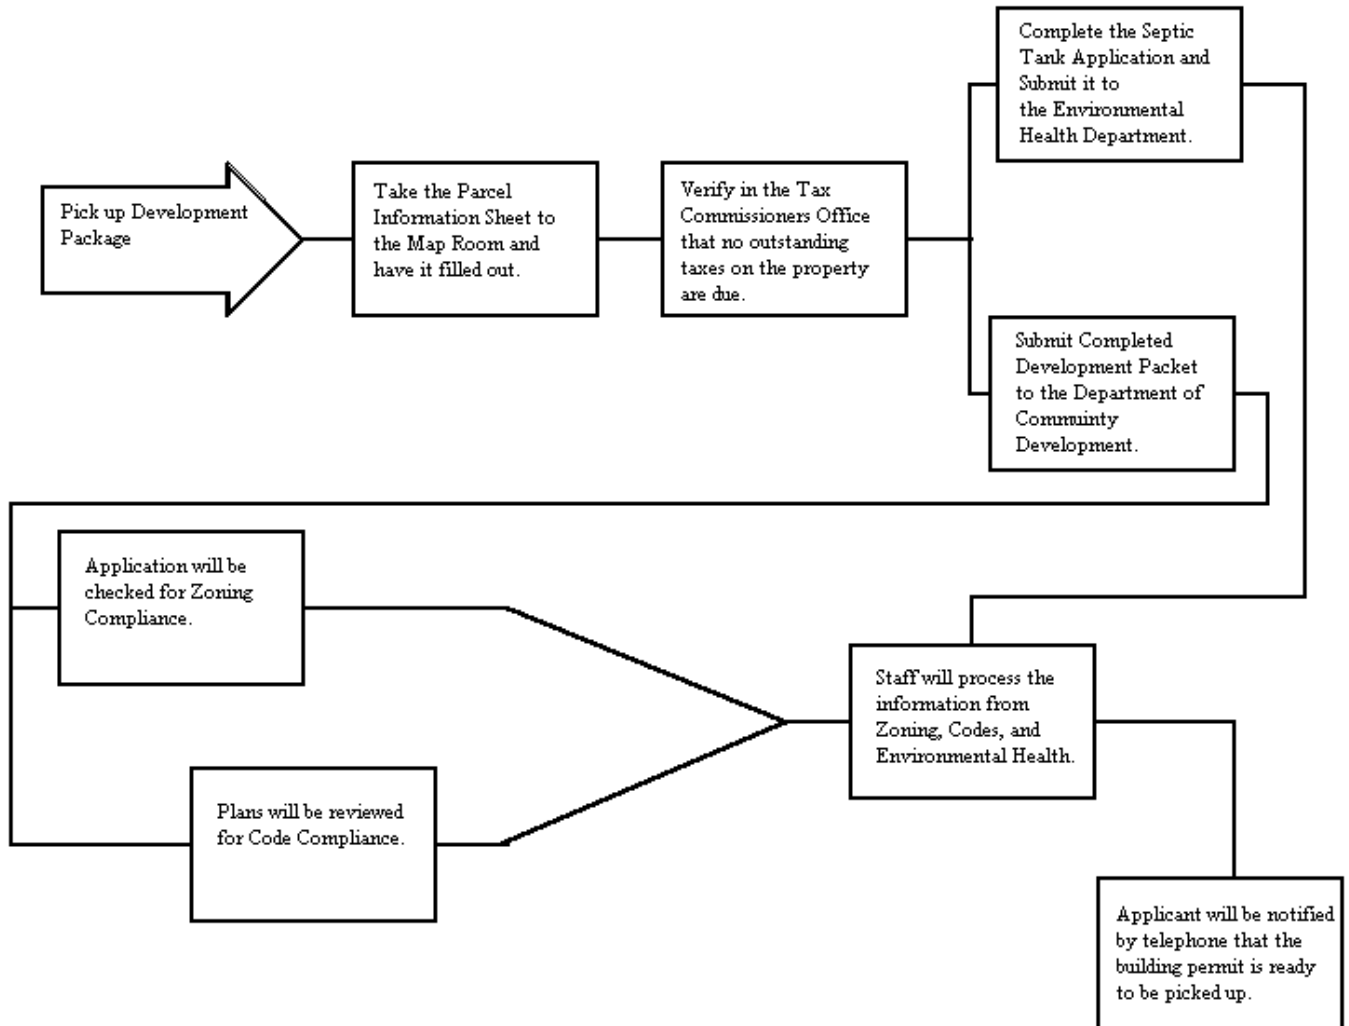 Complete the Septic
Tank Application and
Submit it to
the Environmental
Health Department.
Pick up Development
Package
Take the Parcel
Information Sheet to
the Map Room and
have it filled out.
Verify in the Tax
Commissioners Office
that no outstanding
taxes on the property
are due.
Submit Completed
Development Packet
to the Department of
Commuinty
Development.
Application will be
checked for Zoning
Compliance.
Plans will be reviewed
for Code Compliance.
Staff will process the
information from
Zoning, Codes, and
Environmental Health.
Applicant will be notified
by telephone that the
building permit is ready
to be picked up.